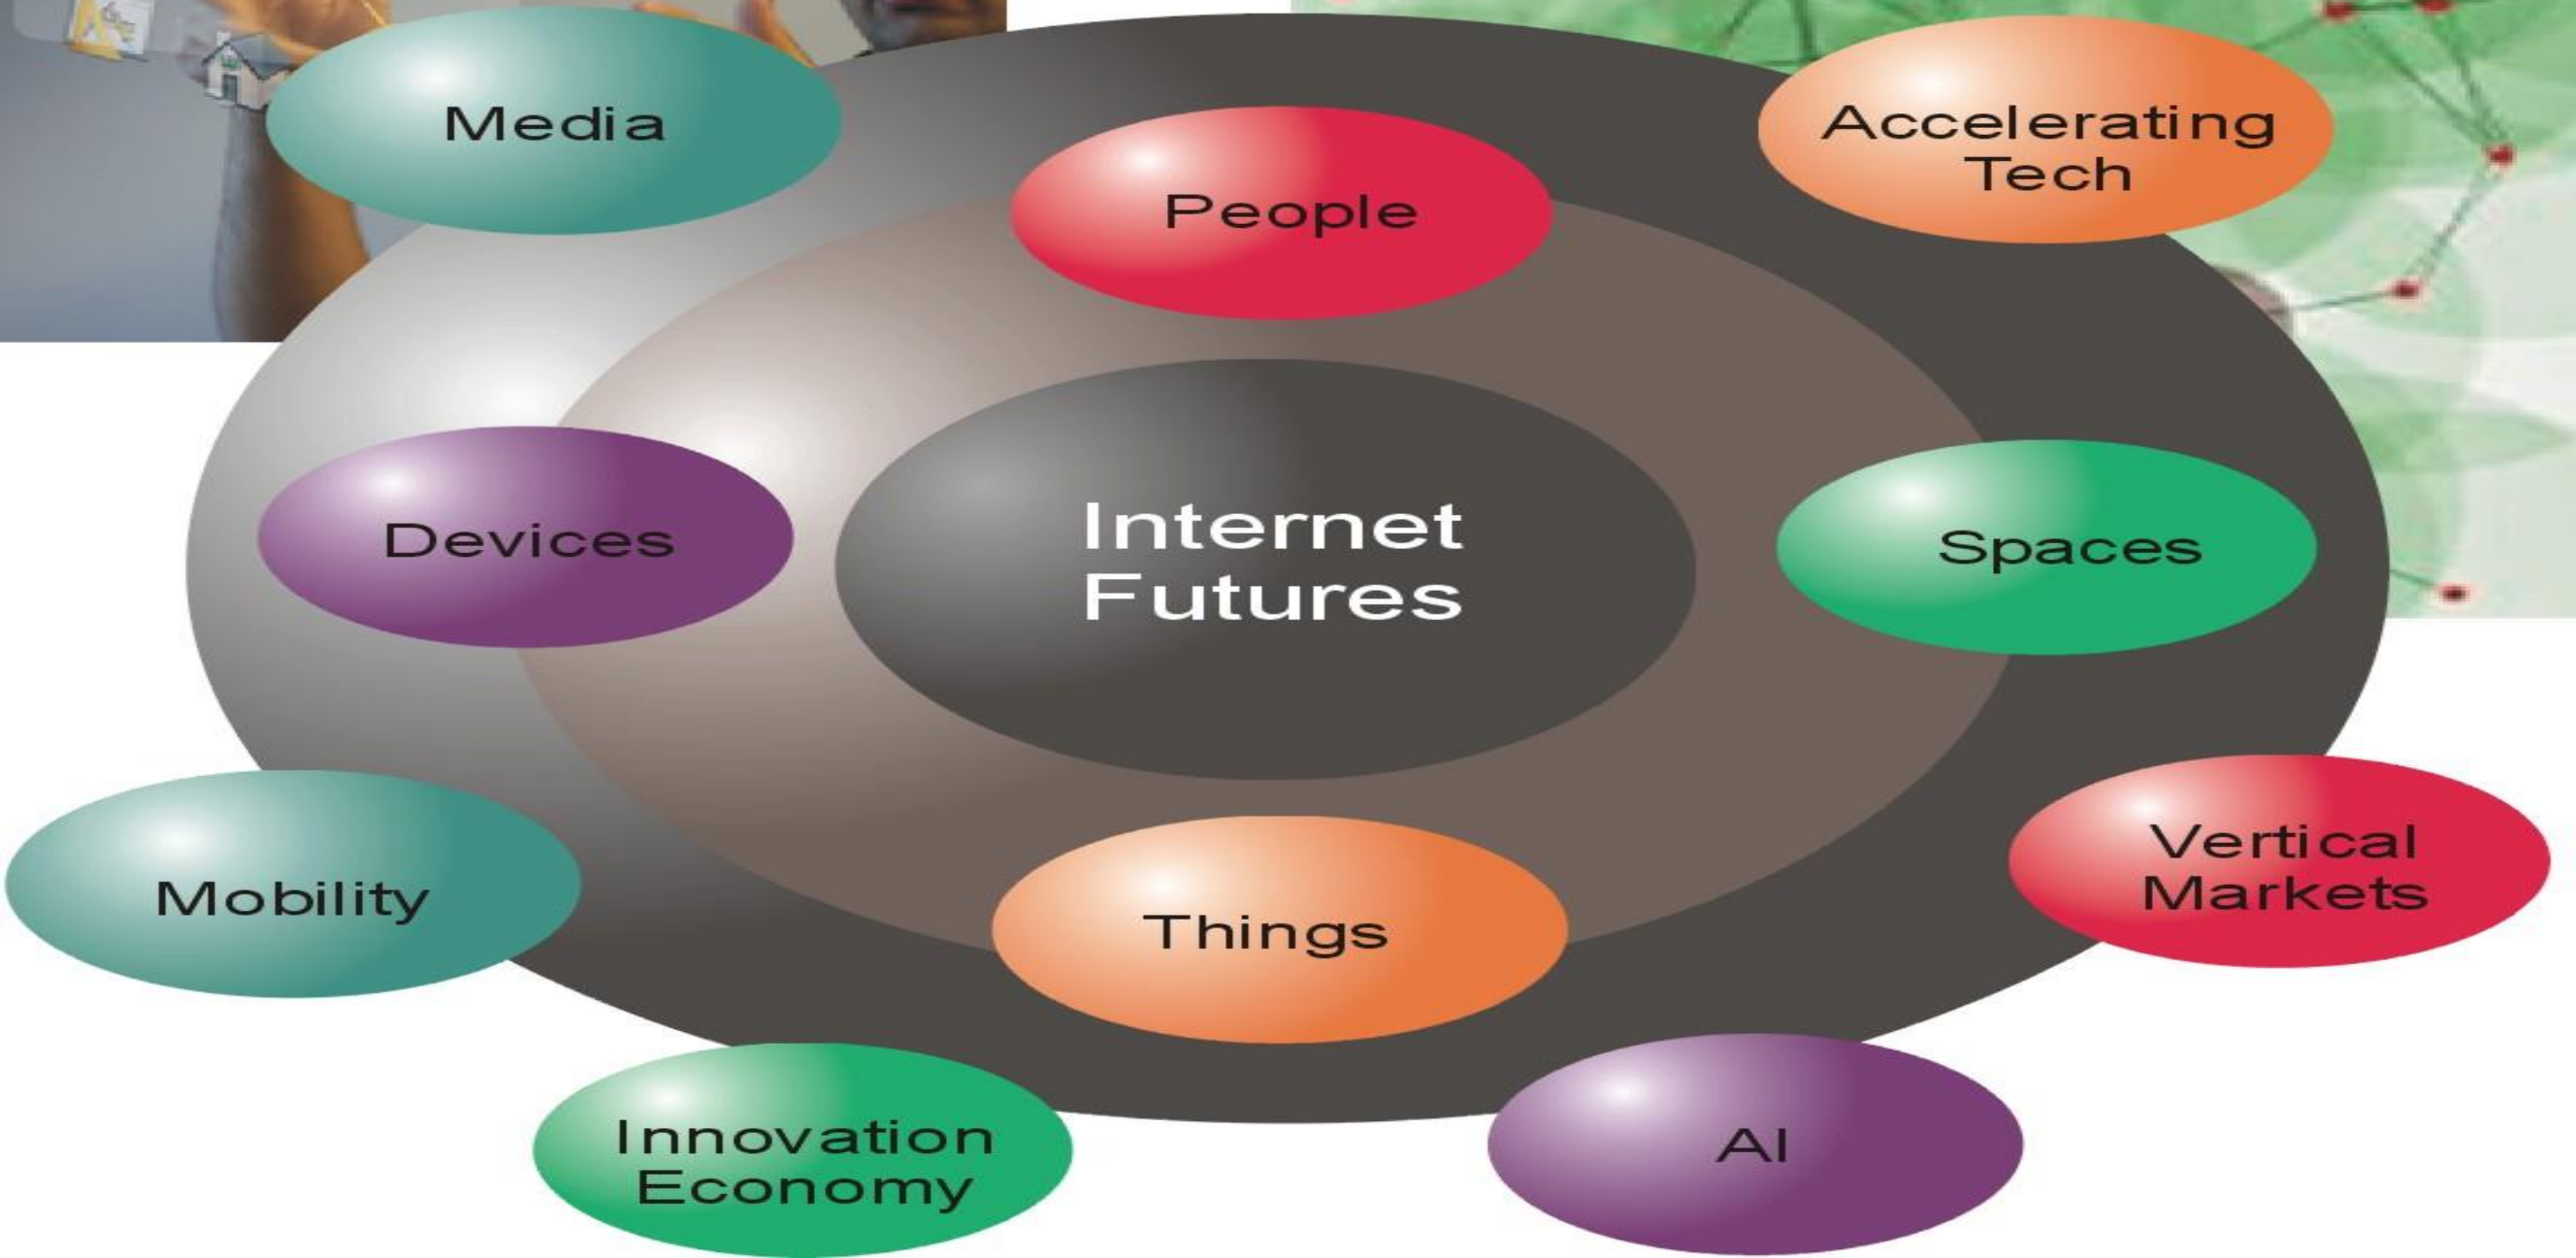 Media
Accelerating
Tech
People
Devices
Internet
Futures
Spaces
Mobility
Vertical
Markets
Things
Innovation
Economy
AI